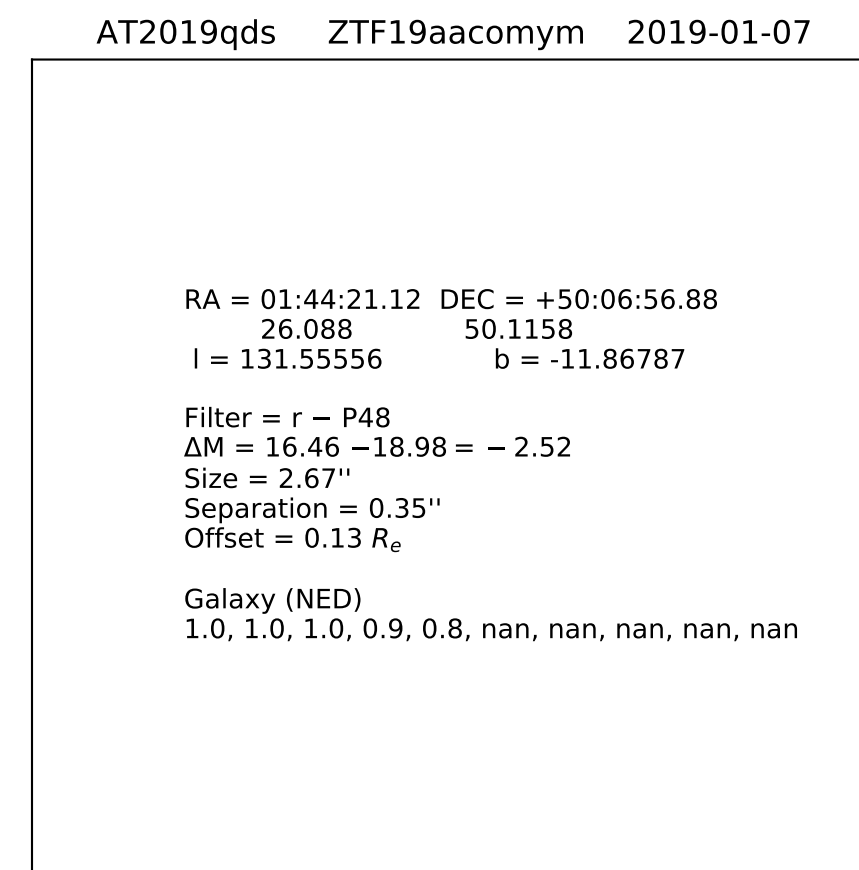 AT2019qds ZTF19aacomym 2019-01-07
RA = 01:44:21.12 DEC = +50:06:56.88
26.088 50.1158
l = 131.55556 b = -11.86787
Filter = r − P48
ΔM = 16.46 −18.98 = − 2.52
Size = 2.67''
Separation = 0.35''
Offset = 0.13 Rₑ
Galaxy (NED)
1.0, 1.0, 1.0, 0.9, 0.8, nan, nan, nan, nan, nan